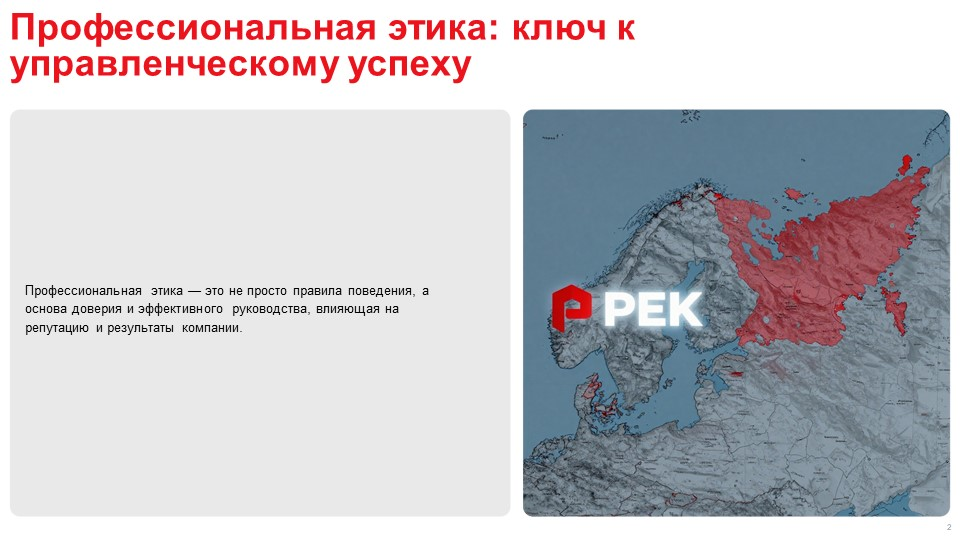 Профессиональная этика: ключ к
управленческому успеху
Профессиональная этика — это не просто правила поведения, а
основа доверия и эффективного руководства, влияющая на
репутацию и результаты компании.
РЕК
2